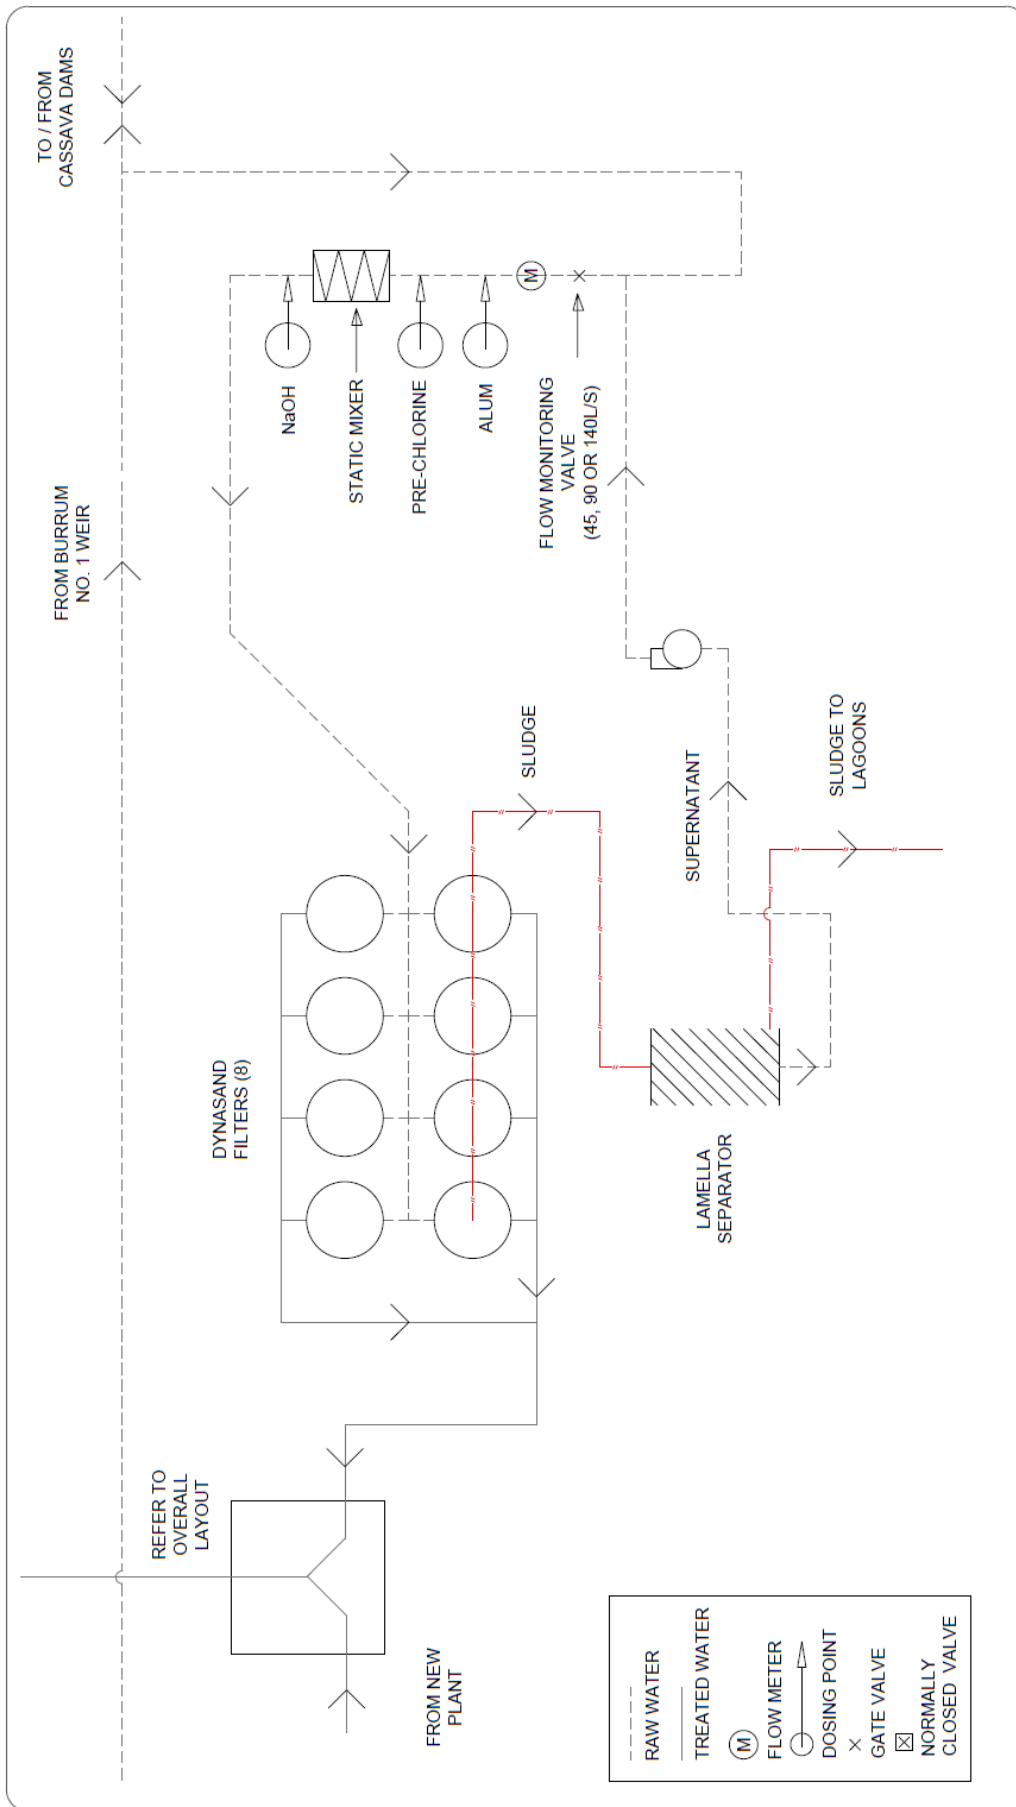 TO / FROM
CASSAVA DAMS
FROM BURRUM
NO. 1 WEIR
REFER TO
OVERALL
LAYOUT
NaOH
STATIC MIXER
PRE-CHLORINE
ALUM
M
FLOW MONITORING
VALVE
(45, 90 OR 140L/S)
DYNASAND
FILTERS (8)
SLUDGE
SUPERNATANT
SLUDGE TO
LAGOONS
LAMELLA
SEPARATOR
FROM NEW
PLANT
RAW WATER
TREATED WATER
M
FLOW METER
DOSING POINT
GATE VALVE
NORMALLY
CLOSED VALVE